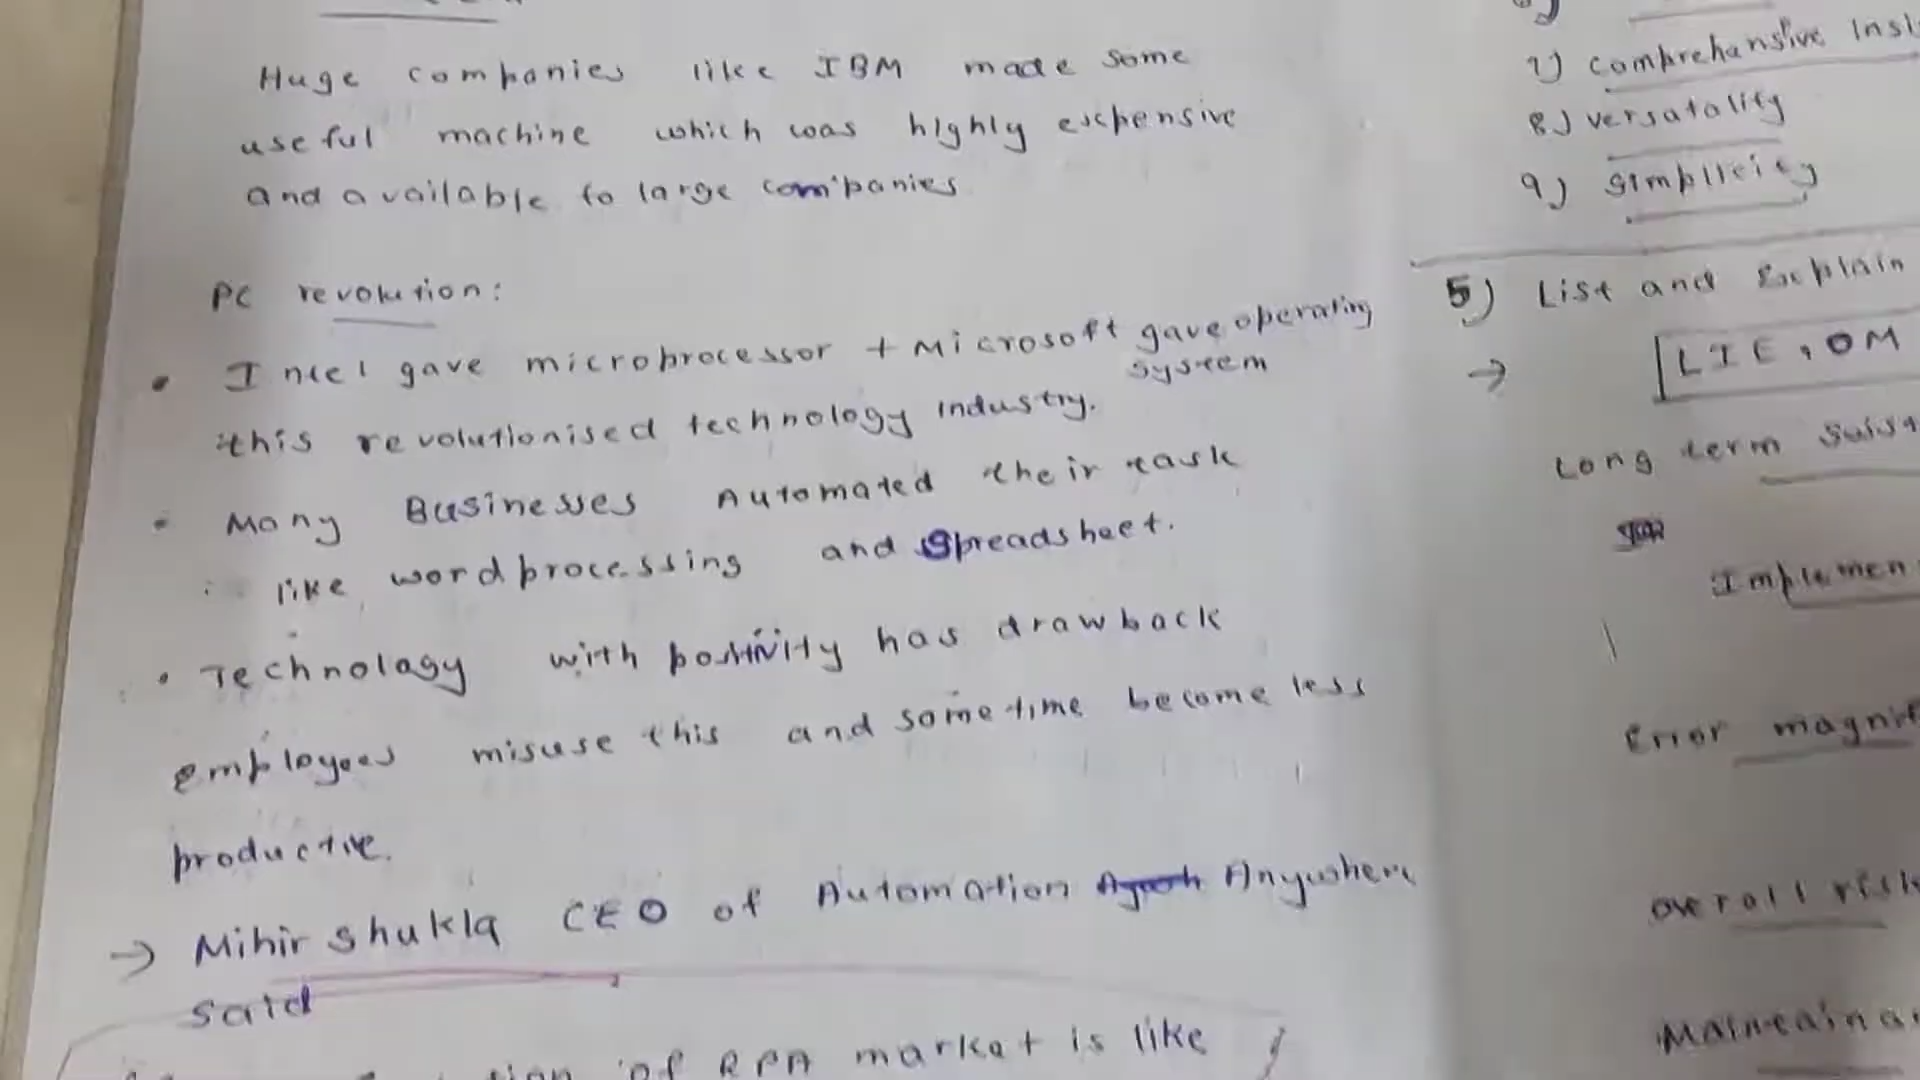 Huge companies like IBM made some
useful machine which was highly expensive
and available to large companies
PC revolution:
• Intel gave microprocessor + Microsoft gave operating
system
this revolutionised technology industry.
• Many Businesses Automated their task
like wordprocessing and spreadsheet.
• Technology with positivity has drawback
employees misuse this and sometime become less
productive.
→ Mihir shukla CEO of Automation Anywhere
said
of RPA market is like
7) comprehensive
8) versatality
9) simplicity
5) List and Explain
→ LIE, OM
Long term
Error
overall risk